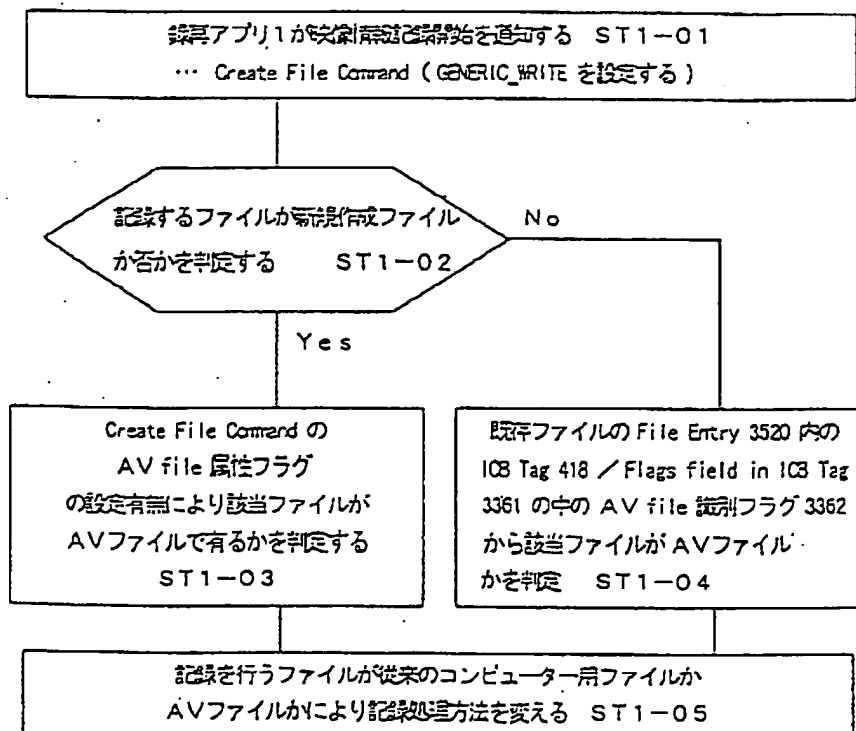 録再アプリ1が映像情報記録開始を通知する ST1-01
… Create File Command (GENERIC_WRITE を設定する)
記録するファイルが新規作成ファイル
か否かを判定する ST1-02
No
Yes
Create File Command の
AV file 属性フラグ
の設定有無により該当ファイルが
AVファイルで有るかを判定する
ST1-03
既存ファイルの File Entry 3520 内の
ICB Tag 418 / Flags field in ICB Tag
3361 の中の AV file 識別フラグ 3362
から該当ファイルが AVファイル
かを判定 ST1-04
記録を行うファイルが従来のコンピューター用ファイルか
AVファイルかにより記録処理方法を変える ST1-05